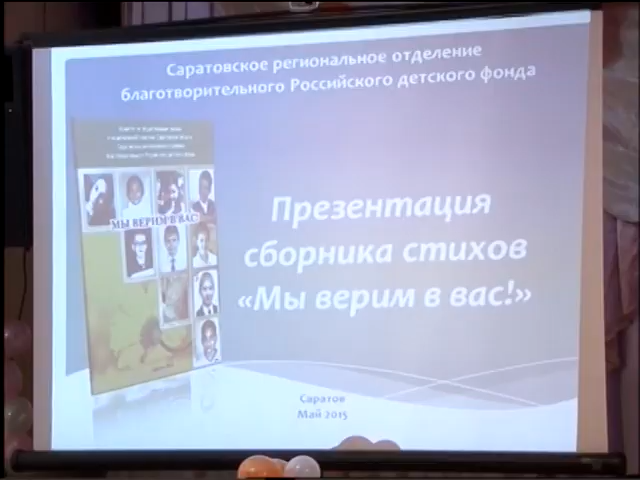 Саратовское региональное отделение
благотворительного Российского детского фонда
МЫ ВЕРИМ В ВАС!
Презентация
сборника стихов
«Мы верим в вас!»
Саратов
Май 2015